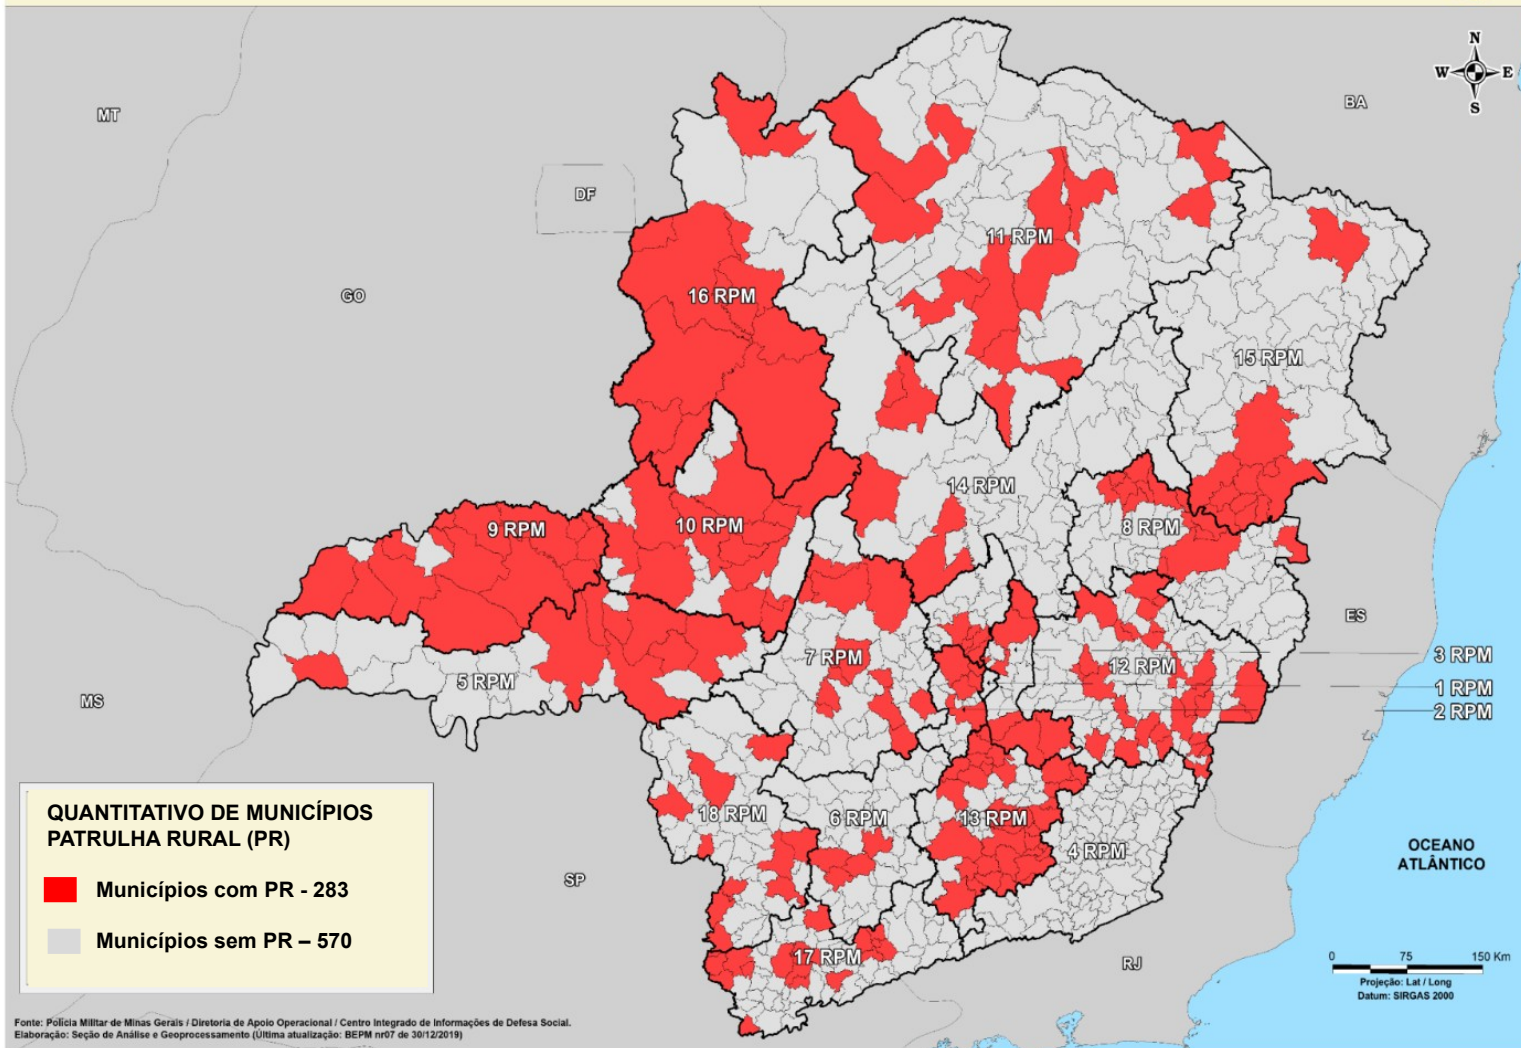 N
W E
S
MT
BA
DF
11 RPM
GO
16 RPM
15 RPM
14 RPM
9 RPM
10 RPM
8 RPM
ES
3 RPM
7 RPM
12 RPM
5 RPM
1 RPM
MS
2 RPM
QUANTITATIVO DE MUNICÍPIOS
PATRULHA RURAL (PR)
Municípios com PR - 283
Municípios sem PR – 570
18 RPM
6 RPM
13 RPM
4 RPM
OCEANO
ATLÂNTICO
SP
17 RPM
RJ
0 75 150 Km
Projeção: Lat / Long
Datum: SIRGAS 2000
Fonte: Polícia Militar de Minas Gerais / Diretoria de Apoio Operacional / Centro Integrado de Informações de Defesa Social.
Elaboração: Seção de Análise e Geoprocessamento (Última atualização: BEPM nr07 de 30/12/2019)